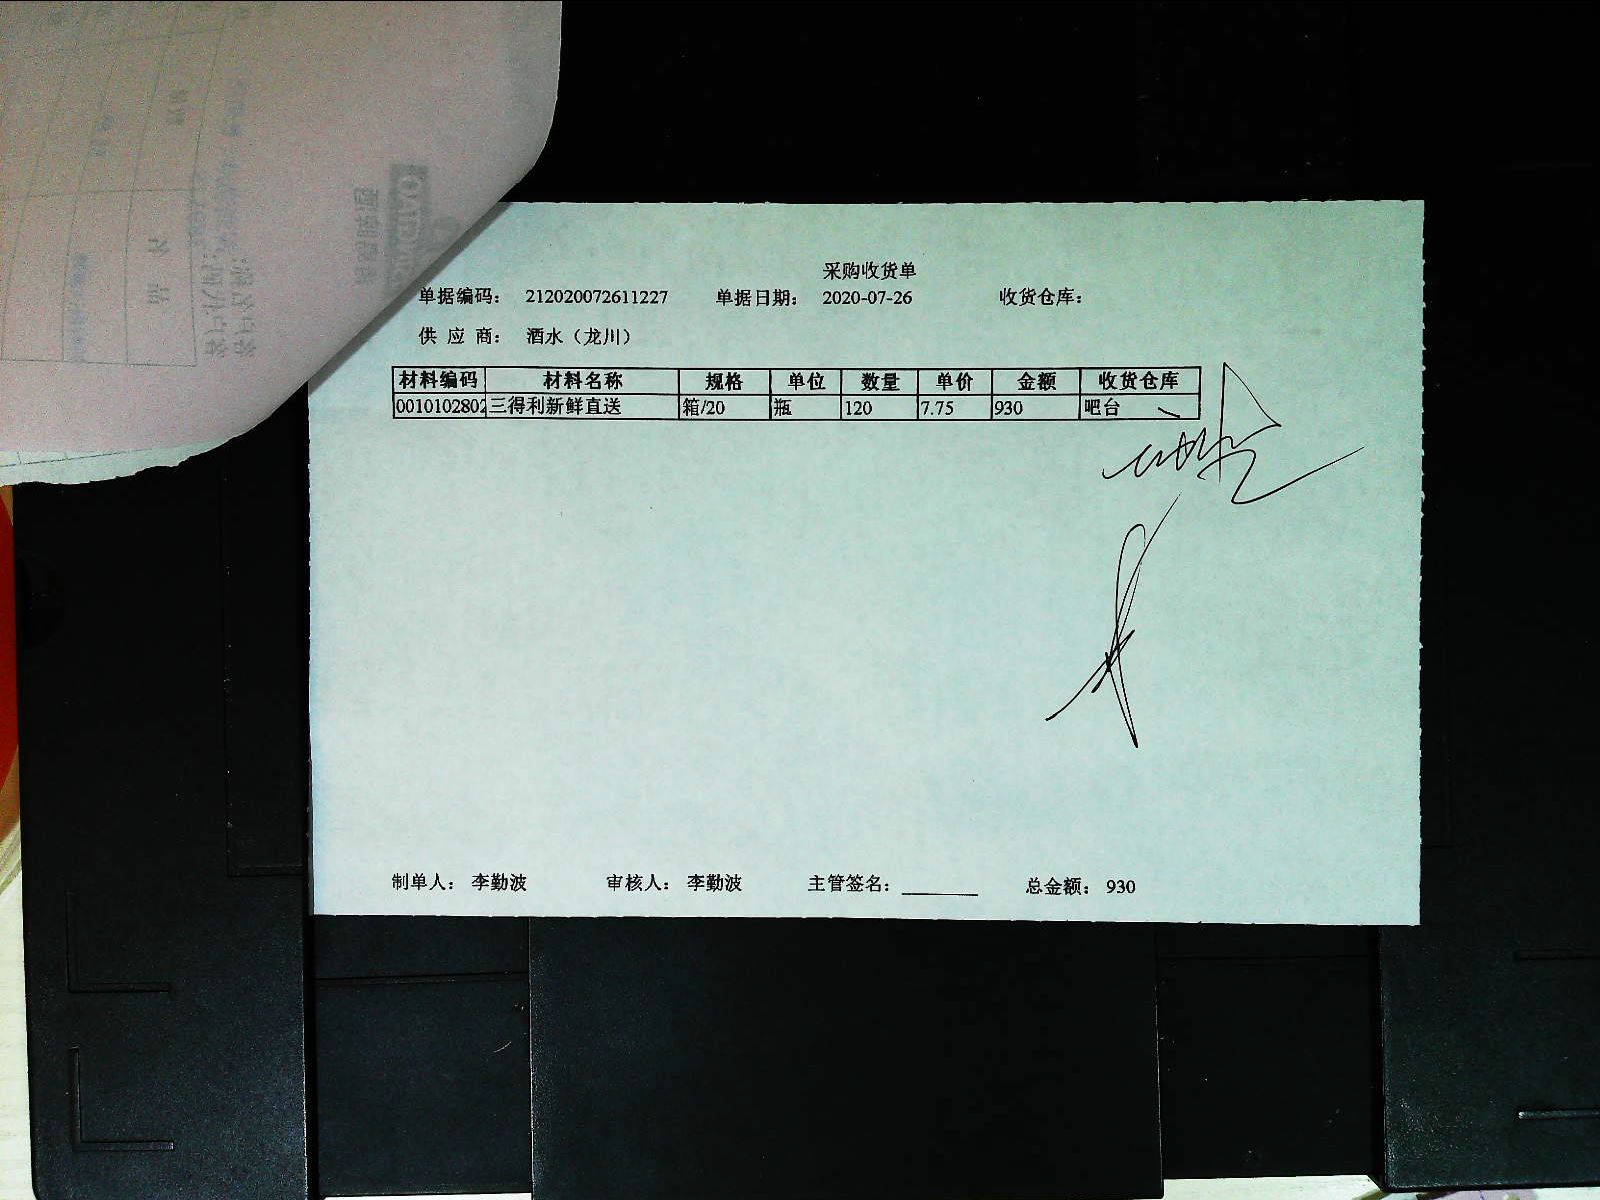 采购收货单
单据编码： 212020072611227 单据日期： 2020-07-26 收货仓库：
供 应 商： 酒水（龙川）
材料编码 材料名称 规格 单位 数量 单价 金额 收货仓库
0010102802 三得利新鲜直送 箱/20 瓶 120 7.75 930 吧台
制单人： 李勤波 审核人： 李勤波 主管签名： 总金额： 930